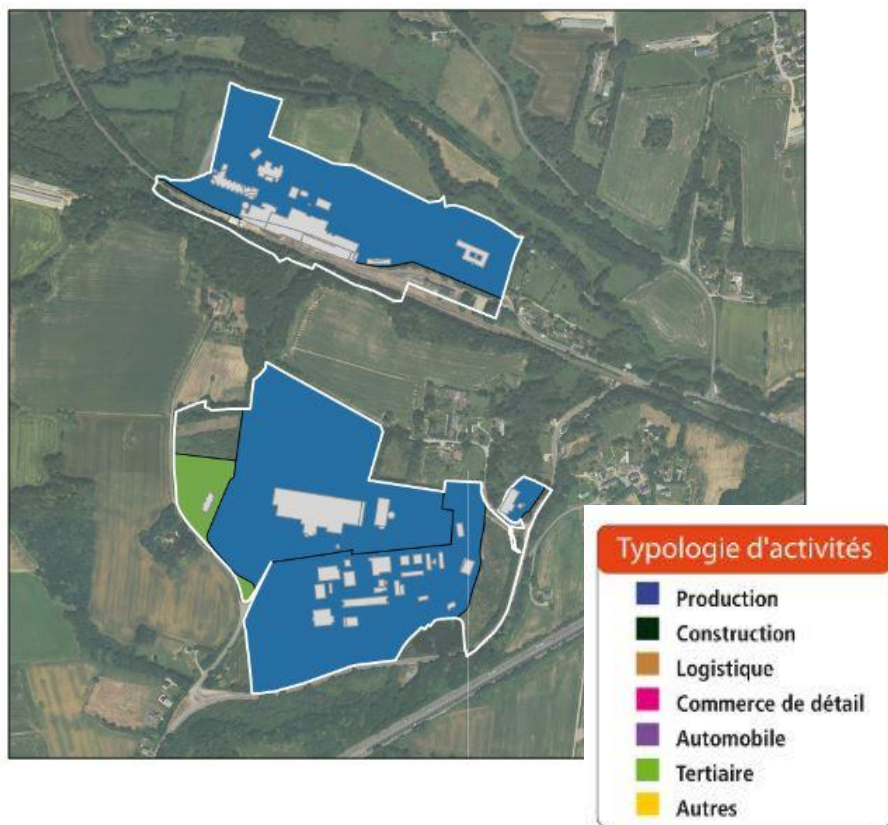 Typologie d'activités
Production
Construction
Logistique
Commerce de détail
Automobile
Tertiaire
Autres